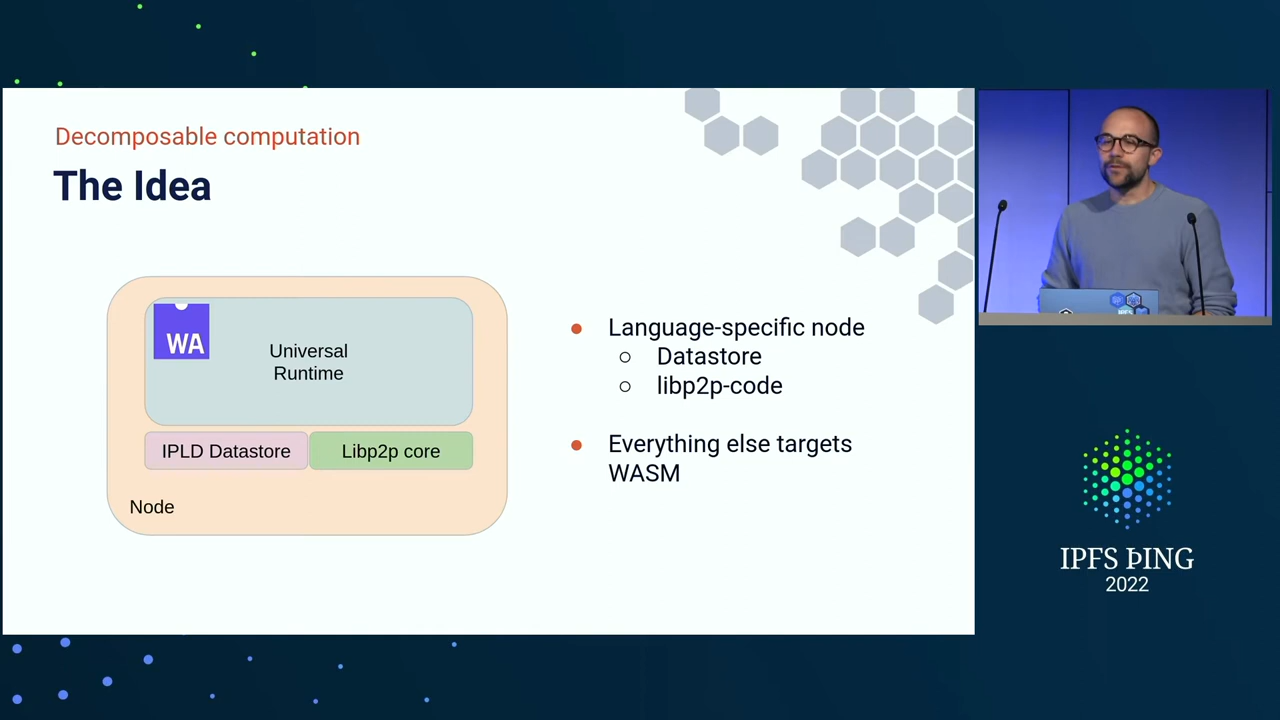 Decomposable computation
The Idea
WA
Universal
Runtime
IPLD Datastore
Libp2p core
Node
Language-specific node
Datastore
libp2p-code
Everything else targets
WASM
IPFS ÞING
2022